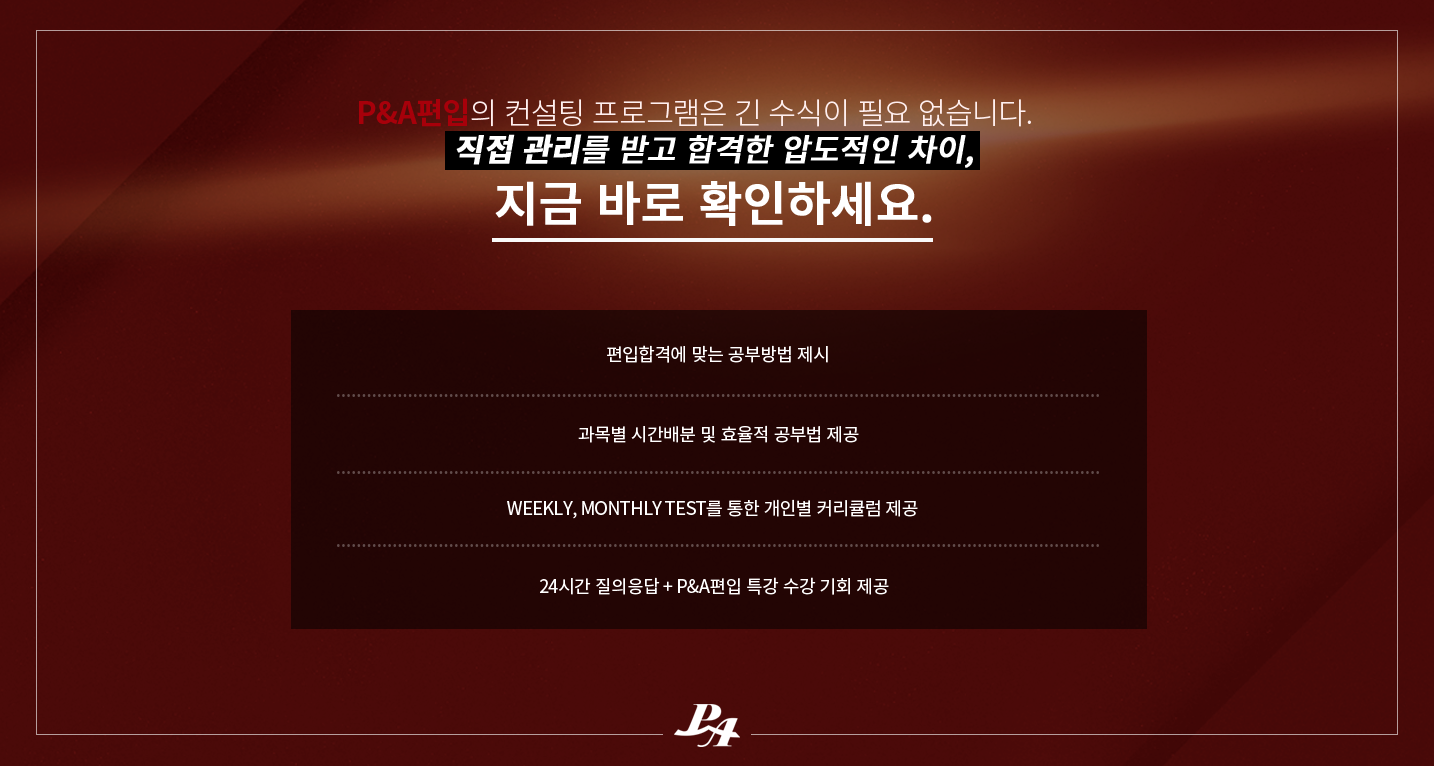 P&A편입의 컨설팅 프로그램은 긴 수식이 필요 없습니다.
직접 관리를 받고 합격한 압도적인 차이,
지금 바로 확인하세요.
편입합격에 맞는 공부방법 제시
과목별 시간배분 및 효율적 공부법 제공
WEEKLY, MONTHLY TEST를 통한 개인별 커리큘럼 제공
24시간 질의응답 + P&A편입 특강 수강 기회 제공
PA